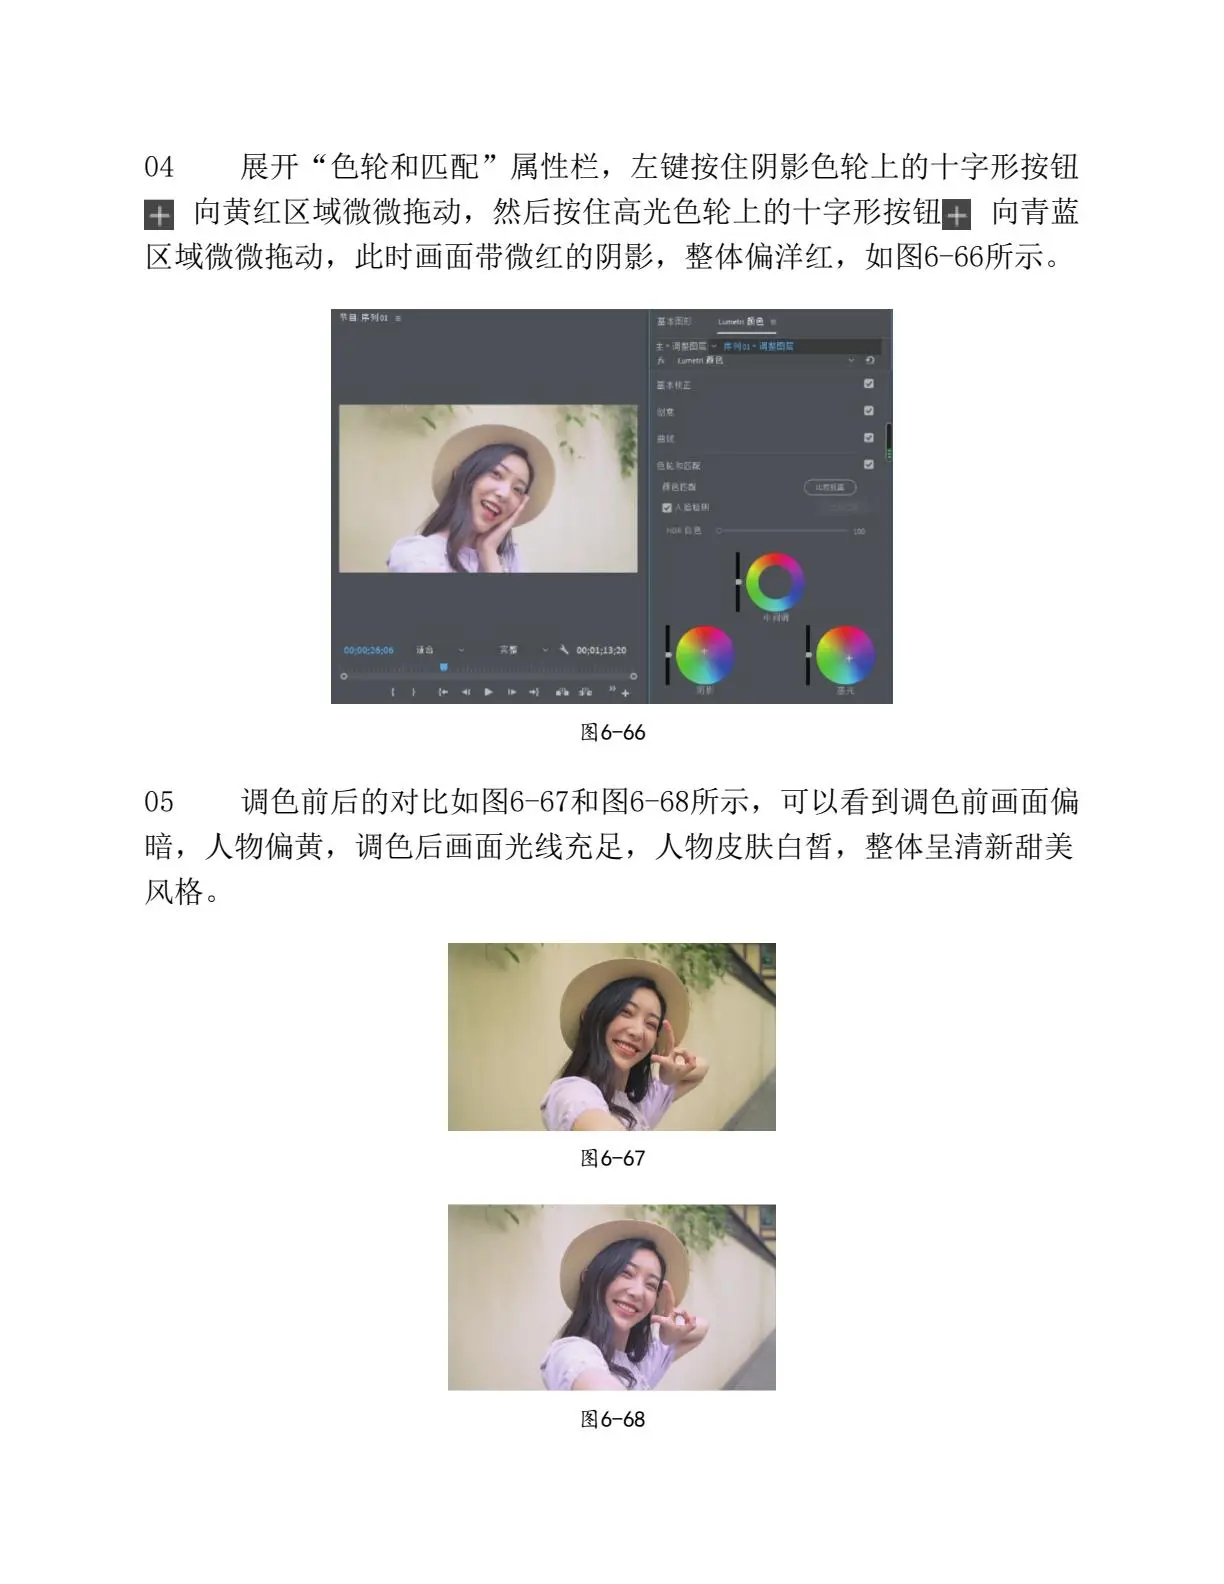 04 展开“色轮和匹配”属性栏，左键按住阴影色轮上的十字形按钮
向黄红区域微微拖动，然后按住高光色轮上的十字形按钮 向青蓝
区域微微拖动，此时画面带微红的阴影，整体偏洋红，如图6-66所示。
节目: 序列01
基本图形 Lumetri 颜色
主*调整图层 序列01*调整图层
fx Lumetri 颜色
基本校正
创意
曲线
色轮和匹配
颜色匹配
人脸检测
HDR 白色 100
中间调
00;00;26;06 适合 完整 00;01;13;20
阴影 高光
图6-66
05 调色前后的对比如图6-67和图6-68所示，可以看到调色前画面偏
暗，人物偏黄，调色后画面光线充足，人物皮肤白皙，整体呈清新甜美
风格。
图6-67
图6-68